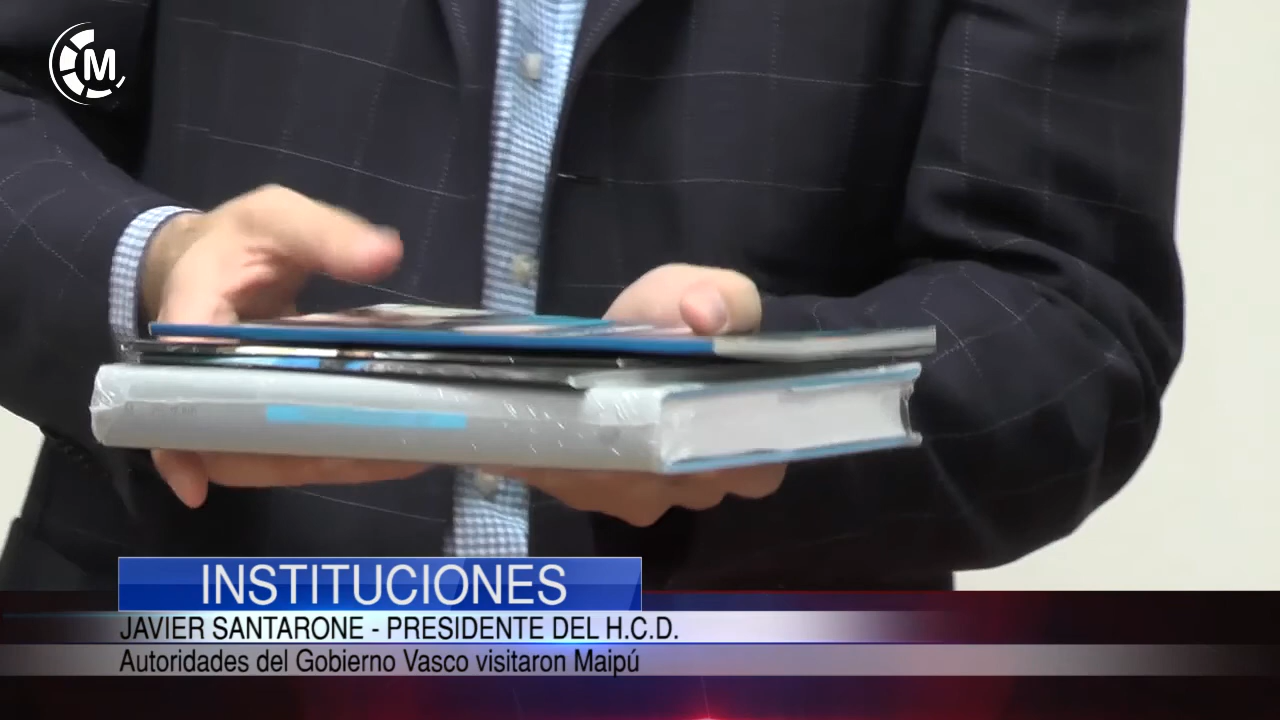 M
INSTITUCIONES
JAVIER SANTARONE - PRESIDENTE DEL H.C.D.
Autoridades del Gobierno Vasco visitaron Maipú